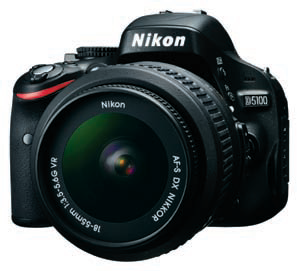 Nikon
D5100
Nikon
AF-S DX NIKKOR
18-55mm 1:3.5-5.6G VR